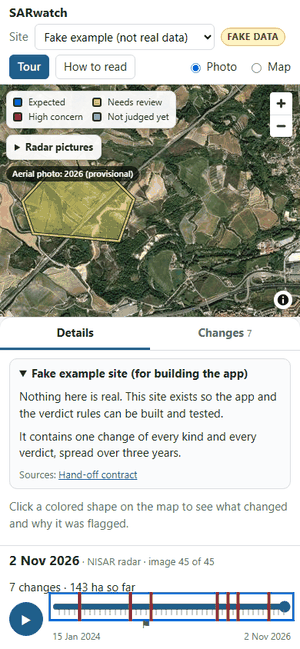 SARwatch
Site Fake example (not real data) FAKE DATA
Tour How to read Photo Map
Expected Needs review
High concern Not judged yet
+
−
▶ Radar pictures
Aerial photo: 2026 (provisional)
Details Changes 7
▼ Fake example site (for building the app)
Nothing here is real. This site exists so the app and
the verdict rules can be built and tested.
It contains one change of every kind and every
verdict, spread over three years.
Sources: Hand-off contract
Click a colored shape on the map to see what changed
and why it was flagged.
2 Nov 2026 · NISAR radar · image 45 of 45
7 changes · 143 ha so far
15 Jan 2024 2 Nov 2026